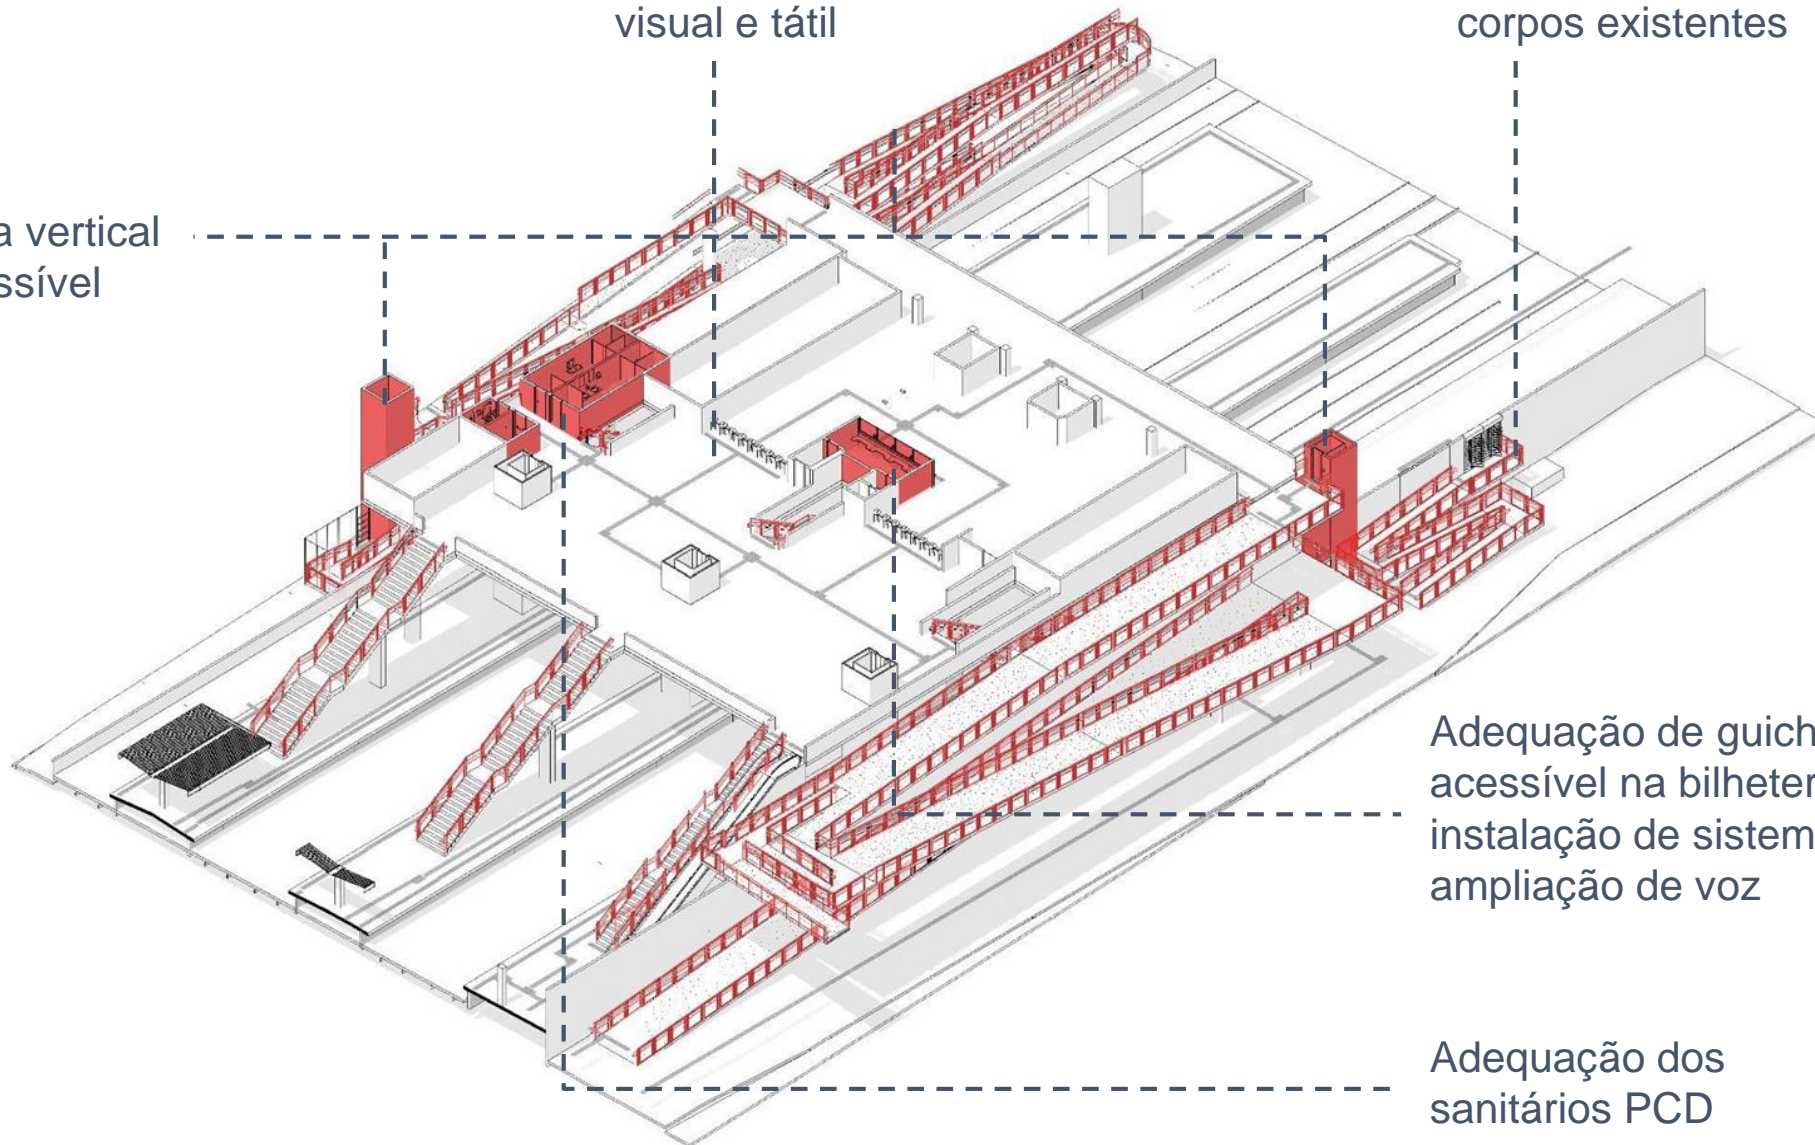 visual e tátil
corpos existentes
a vertical
ssível
Adequação de guich
acessível na bilheter
instalação de sistem
ampliação de voz
Adequação dos
sanitários PCD